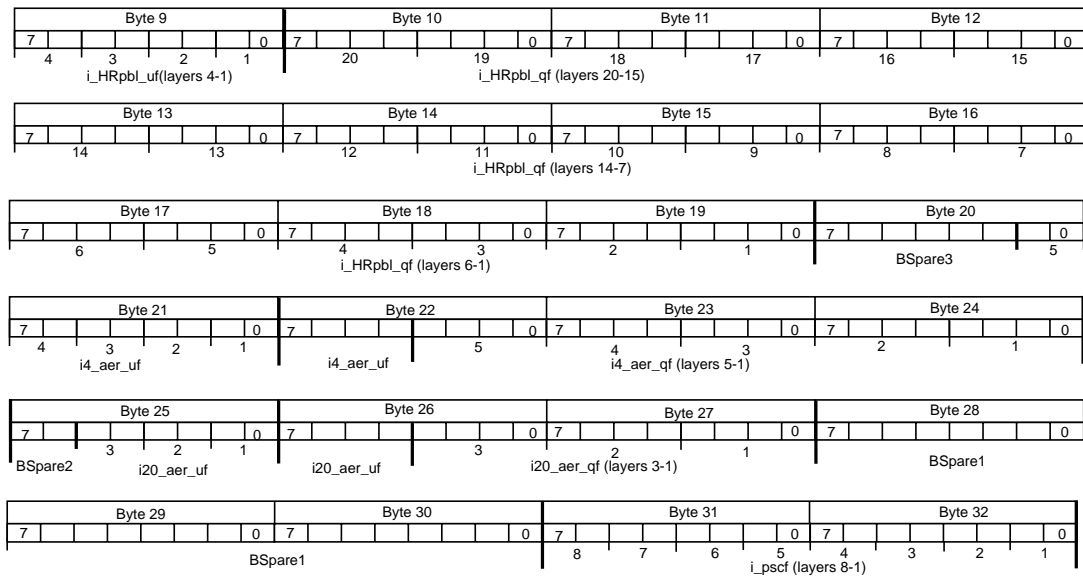 Byte 9 Byte 10 Byte 11 Byte 12
7 0 7 0 7 0 7 0
4 3 2 1 20 19 18 17 16 15
i_HRpbl_uf(layers 4-1) i_HRpbl_qf (layers 20-15)
Byte 13 Byte 14 Byte 15 Byte 16
7 0 7 0 7 0 7 0
14 13 12 11 10 9 8 7
i_HRpbl_qf (layers 14-7)
Byte 17 Byte 18 Byte 19 Byte 20
7 0 7 0 7 0 7 0
6 5 4 3 2 1 5
i_HRpbl_qf (layers 6-1) BSpare3
Byte 21 Byte 22 Byte 23 Byte 24
7 0 7 0 7 0 7 0
4 3 2 1 5 4 3 2 1
i4_aer_uf i4_aer_uf i4_aer_qf (layers 5-1)
Byte 25 Byte 26 Byte 27 Byte 28
7 0 7 0 7 0 7 0
3 2 1 3 2 1
BSpare2 i20_aer_uf i20_aer_uf i20_aer_qf (layers 3-1) BSpare1
Byte 29 Byte 30 Byte 31 Byte 32
7 0 7 0 7 0 7 0
8 7 6 5 4 3 2 1
BSpare1 i_pscf (layers 8-1)